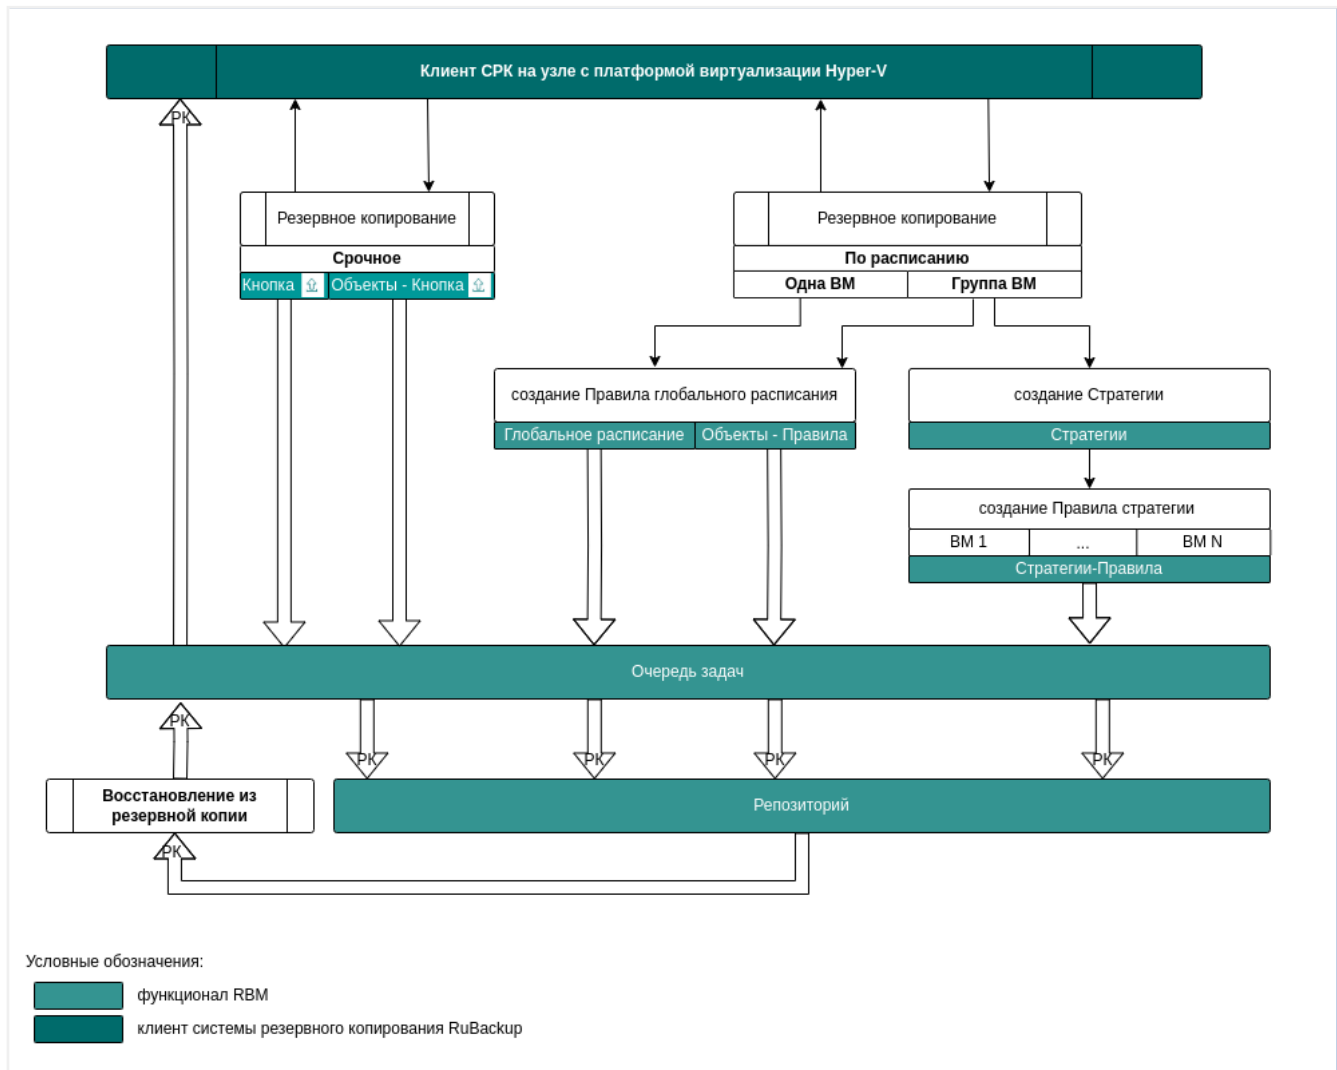 Клиент СРК на узле с платформой виртуализации Hyper-V
РК
Резервное копирование
Срочное
Кнопка
Объекты - Кнопка
Резервное копирование
По расписанию
Одна ВМ
Группа ВМ
создание Правила глобального расписания
Глобальное расписание
Объекты - Правила
создание Стратегии
Стратегии
создание Правила стратегии
ВМ 1
...
ВМ N
Стратегии-Правила
Очередь задач
РК
РК
РК
РК
РК
Восстановление из
резервной копии
Репозиторий
РК
Условные обозначения:
функционал RBM
клиент системы резервного копирования RuBackup